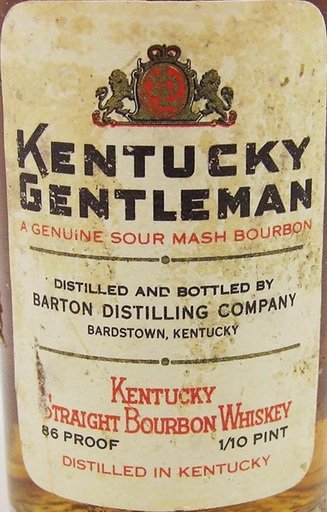 KENTUCKY
GENTLEMAN
A GENUINE SOUR MASH BOURBON
DISTILLED AND BOTTLED BY
BARTON DISTILLING COMPANY
BARDSTOWN, KENTUCKY
KENTUCKY
STRAIGHT BOURBON WHISKEY
86 PROOF 1/10 PINT
DISTILLED IN KENTUCKY